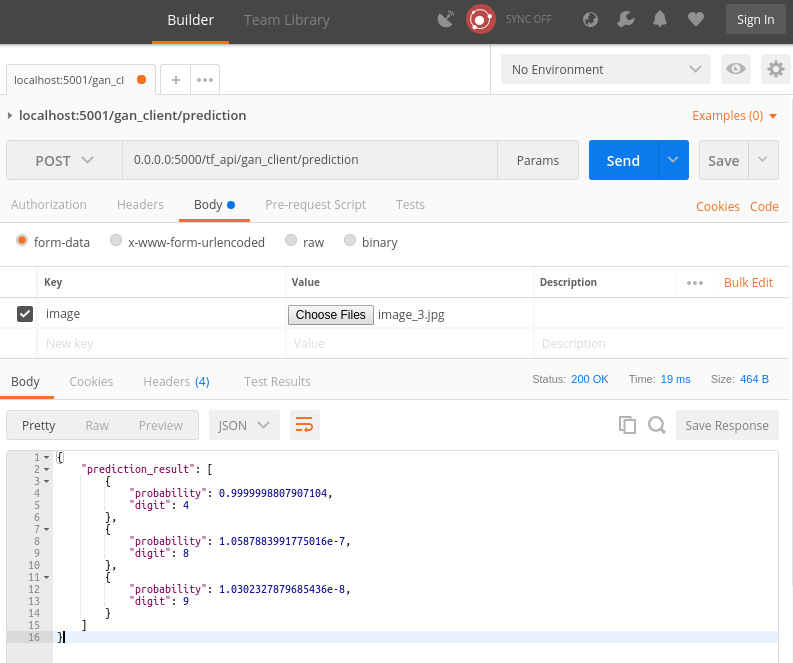 Builder Team Library SYNC OFF Sign In
localhost:5001/gan_cl + ••• No Environment
localhost:5001/gan_client/prediction Examples (0)
POST 0.0.0.0:5000/tf_api/gan_client/prediction Params Send Save
Authorization Headers Body Pre-request Script Tests Cookies Code
form-data x-www-form-urlencoded raw binary
Key Value Description ••• Bulk Edit
image Choose Files image_3.jpg
New key Value Description
Body Cookies Headers (4) Test Results Status: 200 OK Time: 19 ms Size: 464 B
Pretty Raw Preview JSON Save Response
1 {
2 "prediction_result": [
3 {
4 "probability": 0.9999998807907104,
5 "digit": 4
6 },
7 {
8 "probability": 1.0587883991775016e-7,
9 "digit": 8
10 },
11 {
12 "probability": 1.0302327879685436e-8,
13 "digit": 9
14 }
15 ]
16 }